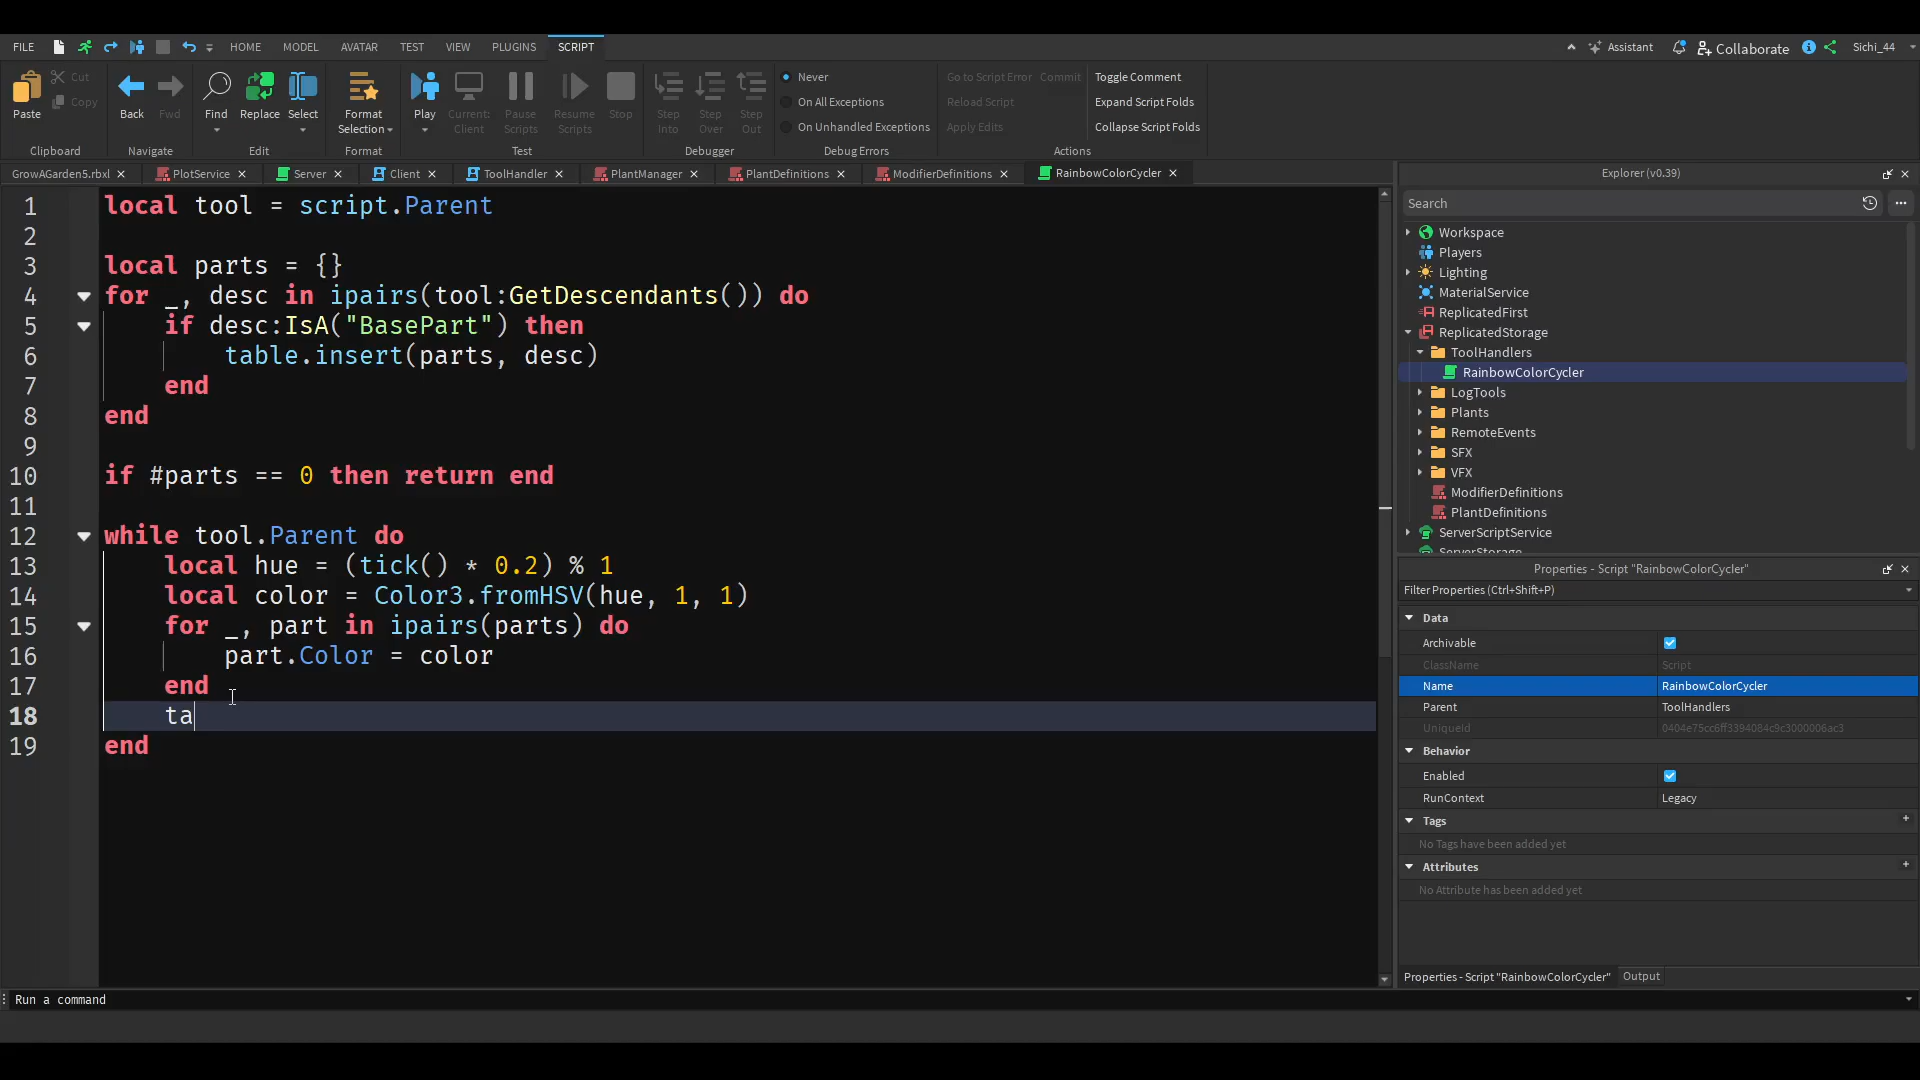 FILE HOME MODEL AVATAR TEST VIEW PLUGINS SCRIPT Assistant Collaborate Sichi_44
Paste Cut Copy Clipboard
Back Fwd Navigate
Find Replace Select Edit
Format Selection Format
Play Current: Client Pause Scripts Resume Scripts Stop Test
Step Into Step Over Step Out Debugger
Never
On All Exceptions
On Unhandled Exceptions
Debug Errors
Go to Script Error Commit Toggle Comment
Reload Script Expand Script Folds
Apply Edits Collapse Script Folds
Actions
GrowAGarden5.rbxl PlotService Server Client ToolHandler PlantManager PlantDefinitions ModifierDefinitions RainbowColorCycler
1 local tool = script.Parent
2
3 local parts = {}
4 for _, desc in ipairs(tool:GetDescendants()) do
5 if desc:IsA("BasePart") then
6 table.insert(parts, desc)
7 end
8 end
9
10 if #parts == 0 then return end
11
12 while tool.Parent do
13 local hue = (tick() * 0.2) % 1
14 local color = Color3.fromHSV(hue, 1, 1)
15 for _, part in ipairs(parts) do
16 part.Color = color
17 end
18 ta
19 end
Explorer (v0.39)
Search
Workspace
Players
Lighting
MaterialService
ReplicatedFirst
ReplicatedStorage
ToolHandlers
RainbowColorCycler
LogTools
Plants
RemoteEvents
SFX
VFX
ModifierDefinitions
PlantDefinitions
ServerScriptService
ServerStorage
Properties - Script "RainbowColorCycler"
Filter Properties (Ctrl+Shift+P)
Data
Archivable
ClassName Script
Name RainbowColorCycler
Parent ToolHandlers
UniqueId 0404e75cc6ff3394084c9c3000006ac3
Behavior
Enabled
RunContext Legacy
Tags +
No Tags have been added yet
Attributes +
No Attribute has been added yet
Properties - Script "RainbowColorCycler" Output
Run a command